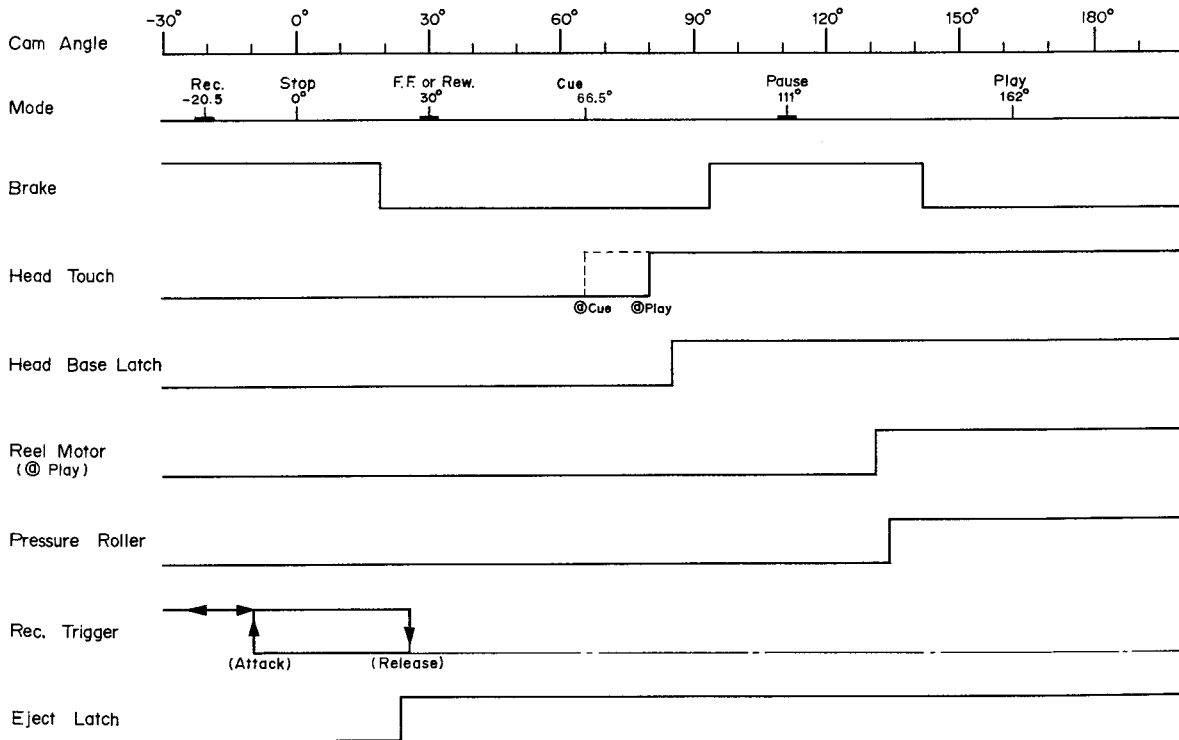 -30° 0° 30° 60° 90° 120° 150° 180°
Cam Angle
Rec. Stop F.F. or Rew. Cue Pause Play
-20.5 0° 30° 66.5° 111° 162°
Mode
Brake
Head Touch
@Cue @Play
Head Base Latch
Reel Motor
(@ Play)
Pressure Roller
Rec. Trigger
(Attack) (Release)
Eject Latch